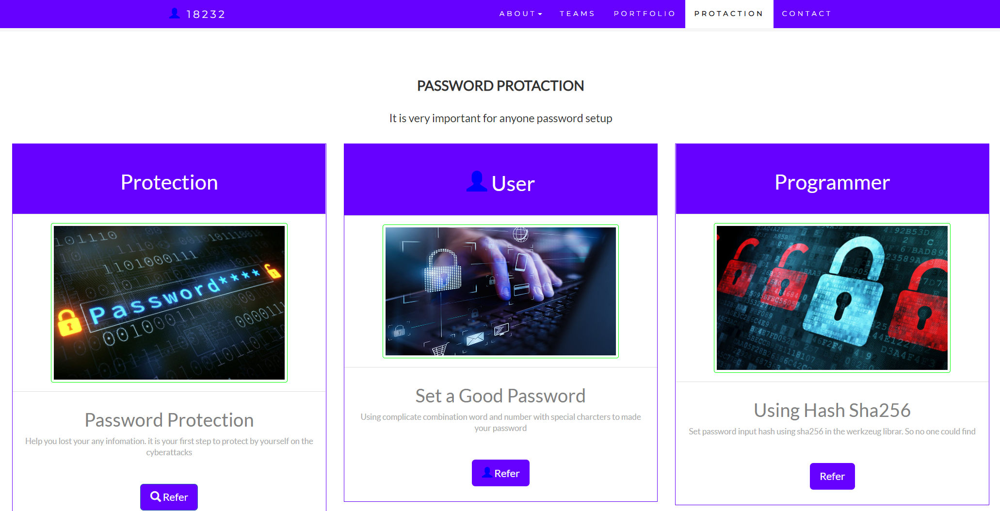 18232
ABOUT
TEAMS
PORTFOLIO
PROTACTION
CONTACT
PASSWORD PROTACTION
It is very important for anyone password setup
Protection
Password****
Password Protection
Help you lost your any infomation. it is your first step to protect by yourself on the
cyberattacks
Refer
User
Set a Good Password
Using complicate combination word and number with special charcters to made
your password
Refer
Programmer
Using Hash Sha256
Set password input hash using sha256 in the werkzeug librar. So no one could find
Refer